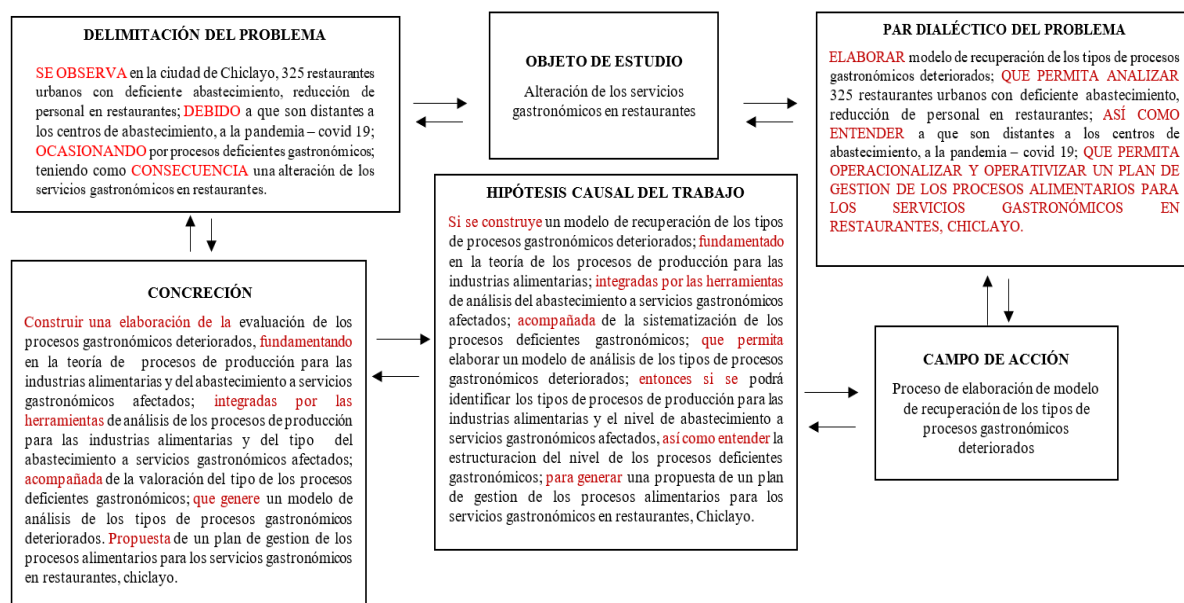 DELIMITACIÓN DEL PROBLEMA
SE OBSERVA en la ciudad de Chiclayo, 325 restaurantes
urbanos con deficiente abastecimiento, reducción de
personal en restaurantes; DEBIDO a que son distantes a
los centros de abastecimiento, a la pandemia – covid 19;
OCASIONANDO por procesos deficientes gastronómicos;
teniendo como CONSECUENCIA una alteración de los
servicios gastronómicos en restaurantes.
OBJETO DE ESTUDIO
Alteración de los servicios
gastronómicos en restaurantes
PAR DIALÉCTICO DEL PROBLEMA
ELABORAR modelo de recuperación de los tipos de procesos
gastronómicos deteriorados; QUE PERMITA ANALIZAR
325 restaurantes urbanos con deficiente abastecimiento,
reducción de personal en restaurantes; ASÍ COMO
ENTENDER a que son distantes a los centros de
abastecimiento, a la pandemia – covid 19; QUE PERMITA
OPERACIONALIZAR Y OPERATIVIZAR UN PLAN DE
GESTION DE LOS PROCESOS ALIMENTARIOS PARA
LOS SERVICIOS GASTRONÓMICOS EN
RESTAURANTES, CHICLAYO.
CONCRECIÓN
Construir una elaboración de la evaluación de los
procesos gastronómicos deteriorados, fundamentando
en la teoría de procesos de producción para las
industrias alimentarias y del abastecimiento a servicios
gastronómicos afectados; integradas por las
herramientas de análisis de los procesos de producción
para las industrias alimentarias y del tipo del
abastecimiento a servicios gastronómicos afectados;
acompañada de la valoración del tipo de los procesos
deficientes gastronómicos; que genere un modelo de
análisis de los tipos de procesos gastronómicos
deteriorados. Propuesta de un plan de gestion de los
procesos alimentarios para los servicios gastronómicos
en restaurantes, chiclayo.
HIPÓTESIS CAUSAL DEL TRABAJO
Si se construye un modelo de recuperación de los tipos
de procesos gastronómicos deteriorados; fundamentado
en la teoría de los procesos de producción para las
industrias alimentarias; integradas por las herramientas
de análisis del abastecimiento a servicios gastronómicos
afectados; acompañada de la sistematización de los
procesos deficientes gastronómicos; que permita
elaborar un modelo de análisis de los tipos de procesos
gastronómicos deteriorados; entonces si se podrá
identificar los tipos de procesos de producción para las
industrias alimentarias y el nivel de abastecimiento a
servicios gastronómicos afectados, así como entender la
estructuracion del nivel de los procesos deficientes
gastronómicos; para generar una propuesta de un plan
de gestion de los procesos alimentarios para los
servicios gastronómicos en restaurantes, Chiclayo.
CAMPO DE ACCIÓN
Proceso de elaboración de modelo
de recuperación de los tipos de
procesos gastronómicos
deteriorados